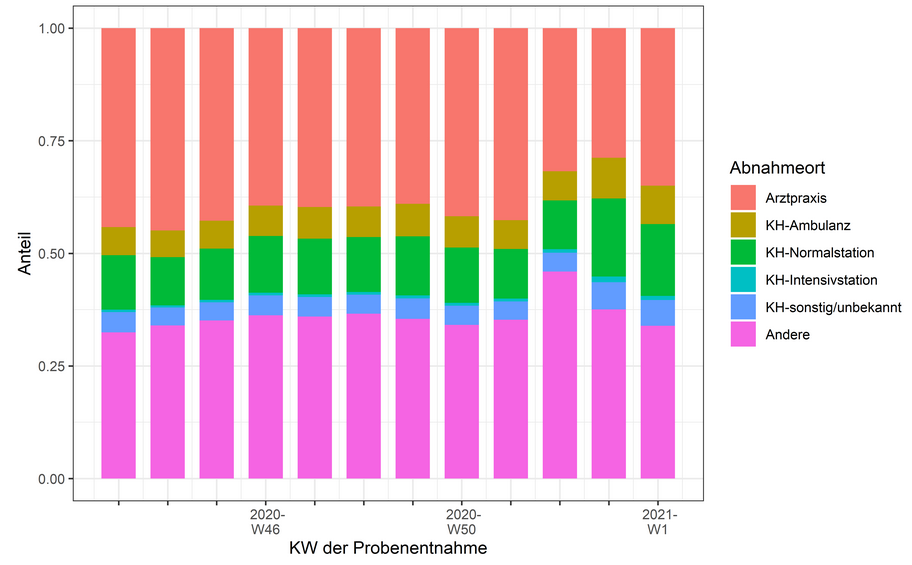 1.00
0.75
0.50
0.25
0.00
Anteil
2020-
W46
2020-
W50
2021-
W1
KW der Probenentnahme
Abnahmeort
Arztpraxis
KH-Ambulanz
KH-Normalstation
KH-Intensivstation
KH-sonstig/unbekannt
Andere